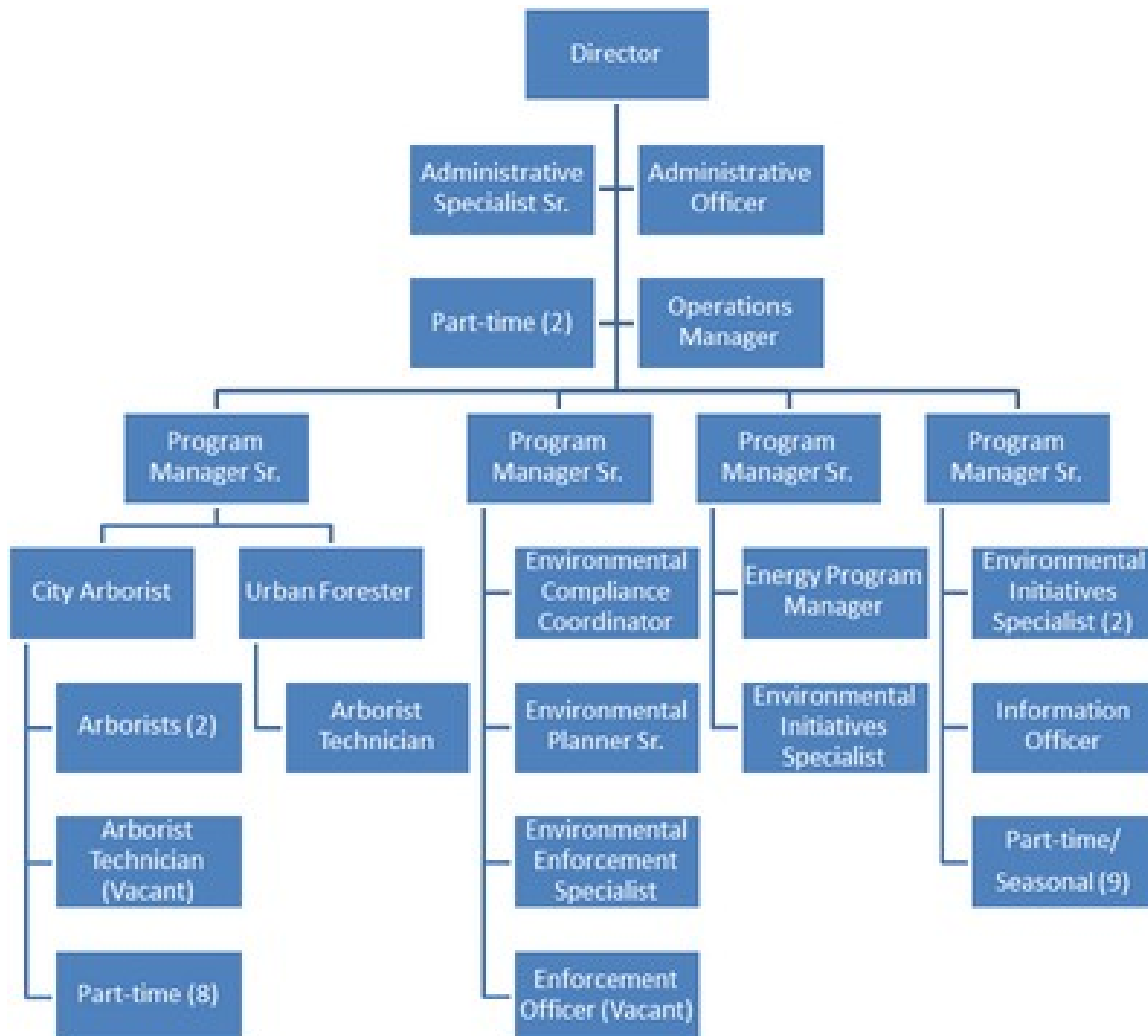 Director
Administrative
Specialist Sr.
Administrative
Officer
Part-time (2)
Operations
Manager
Program
Manager Sr.
Program
Manager Sr.
Program
Manager Sr.
Program
Manager Sr.
City Arborist
Urban Forester
Environmental
Compliance
Coordinator
Energy Program
Manager
Environmental
Initiatives
Specialist (2)
Arborists (2)
Arborist
Technician
Environmental
Planner Sr.
Environmental
Initiatives
Specialist
Information
Officer
Arborist
Technician
(Vacant)
Environmental
Enforcement
Specialist
Part-time/
Seasonal (9)
Part-time (8)
Enforcement
Officer (Vacant)